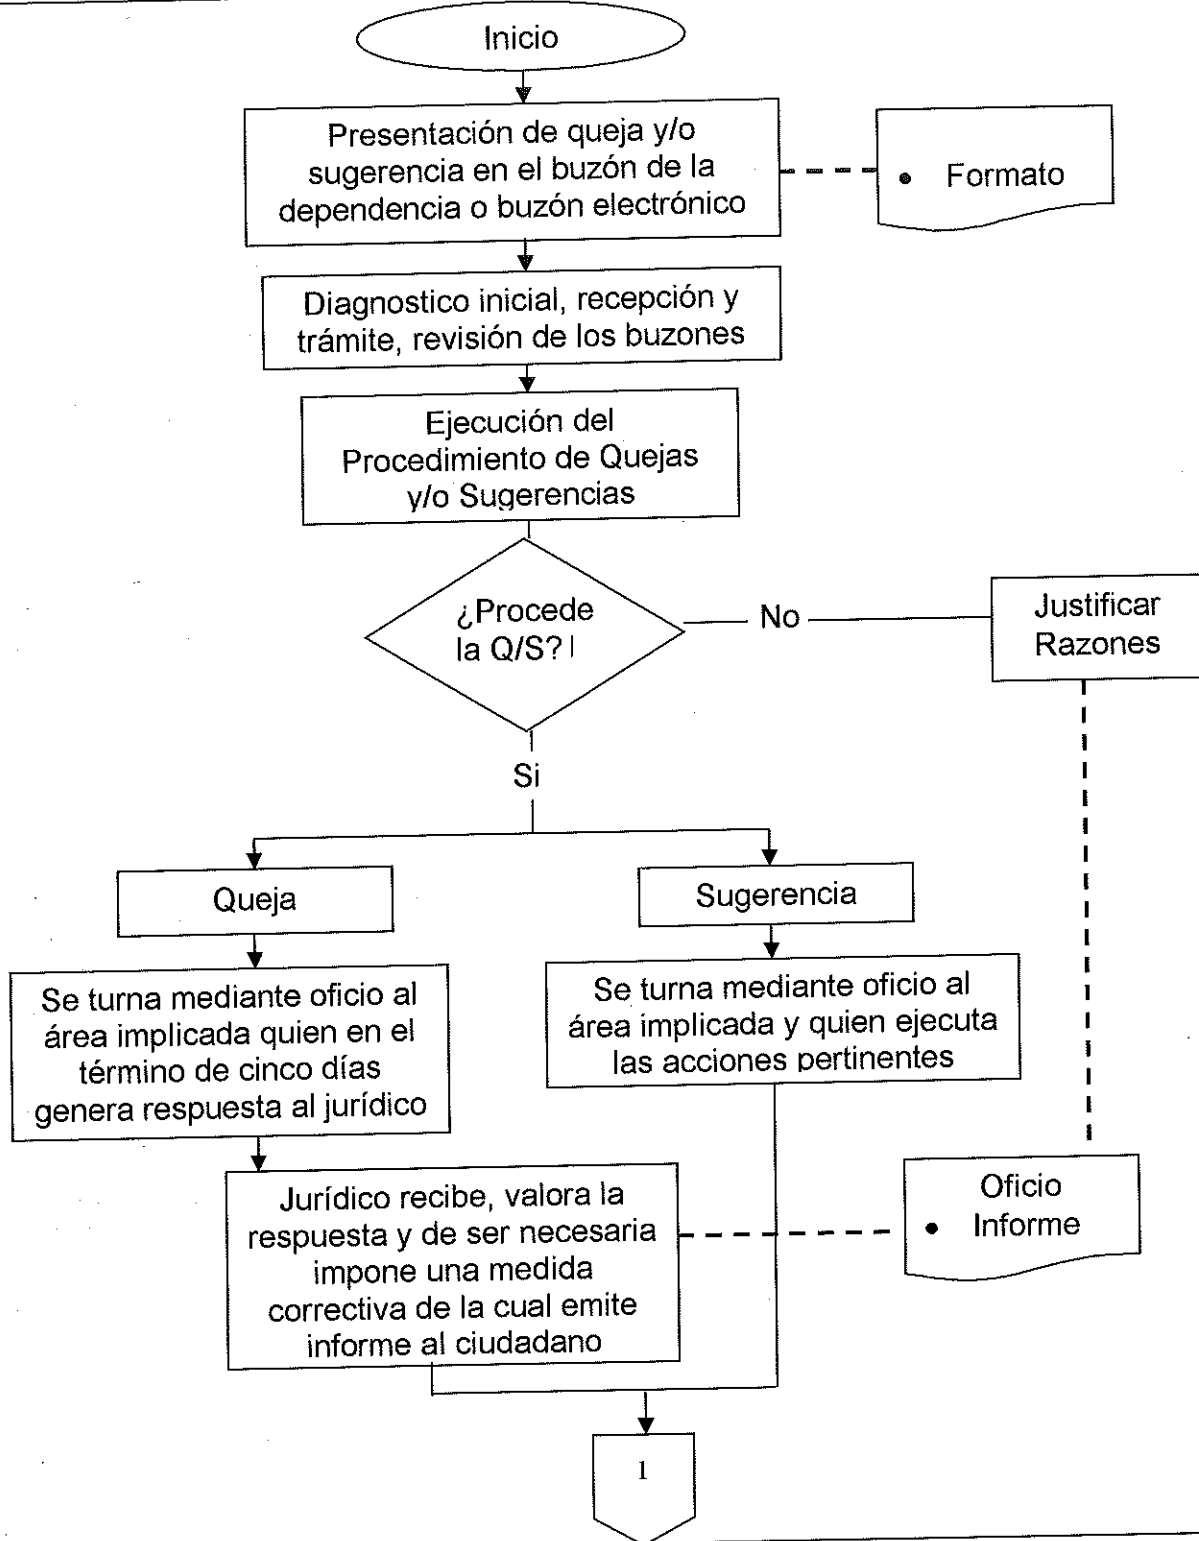 Inicio
Presentación de queja y/o
sugerencia en el buzón de la
dependencia o buzón electrónico
• Formato
Diagnostico inicial, recepción y
trámite, revisión de los buzones
Ejecución del
Procedimiento de Quejas
y/o Sugerencias
¿Procede
la Q/S?
No
Justificar
Razones
Si
Queja
Sugerencia
Se turna mediante oficio al
área implicada quien en el
término de cinco días
genera respuesta al jurídico
Se turna mediante oficio al
área implicada y quien ejecuta
las acciones pertinentes
Jurídico recibe, valora la
respuesta y de ser necesaria
impone una medida
correctiva de la cual emite
informe al ciudadano
Oficio
• Informe
1